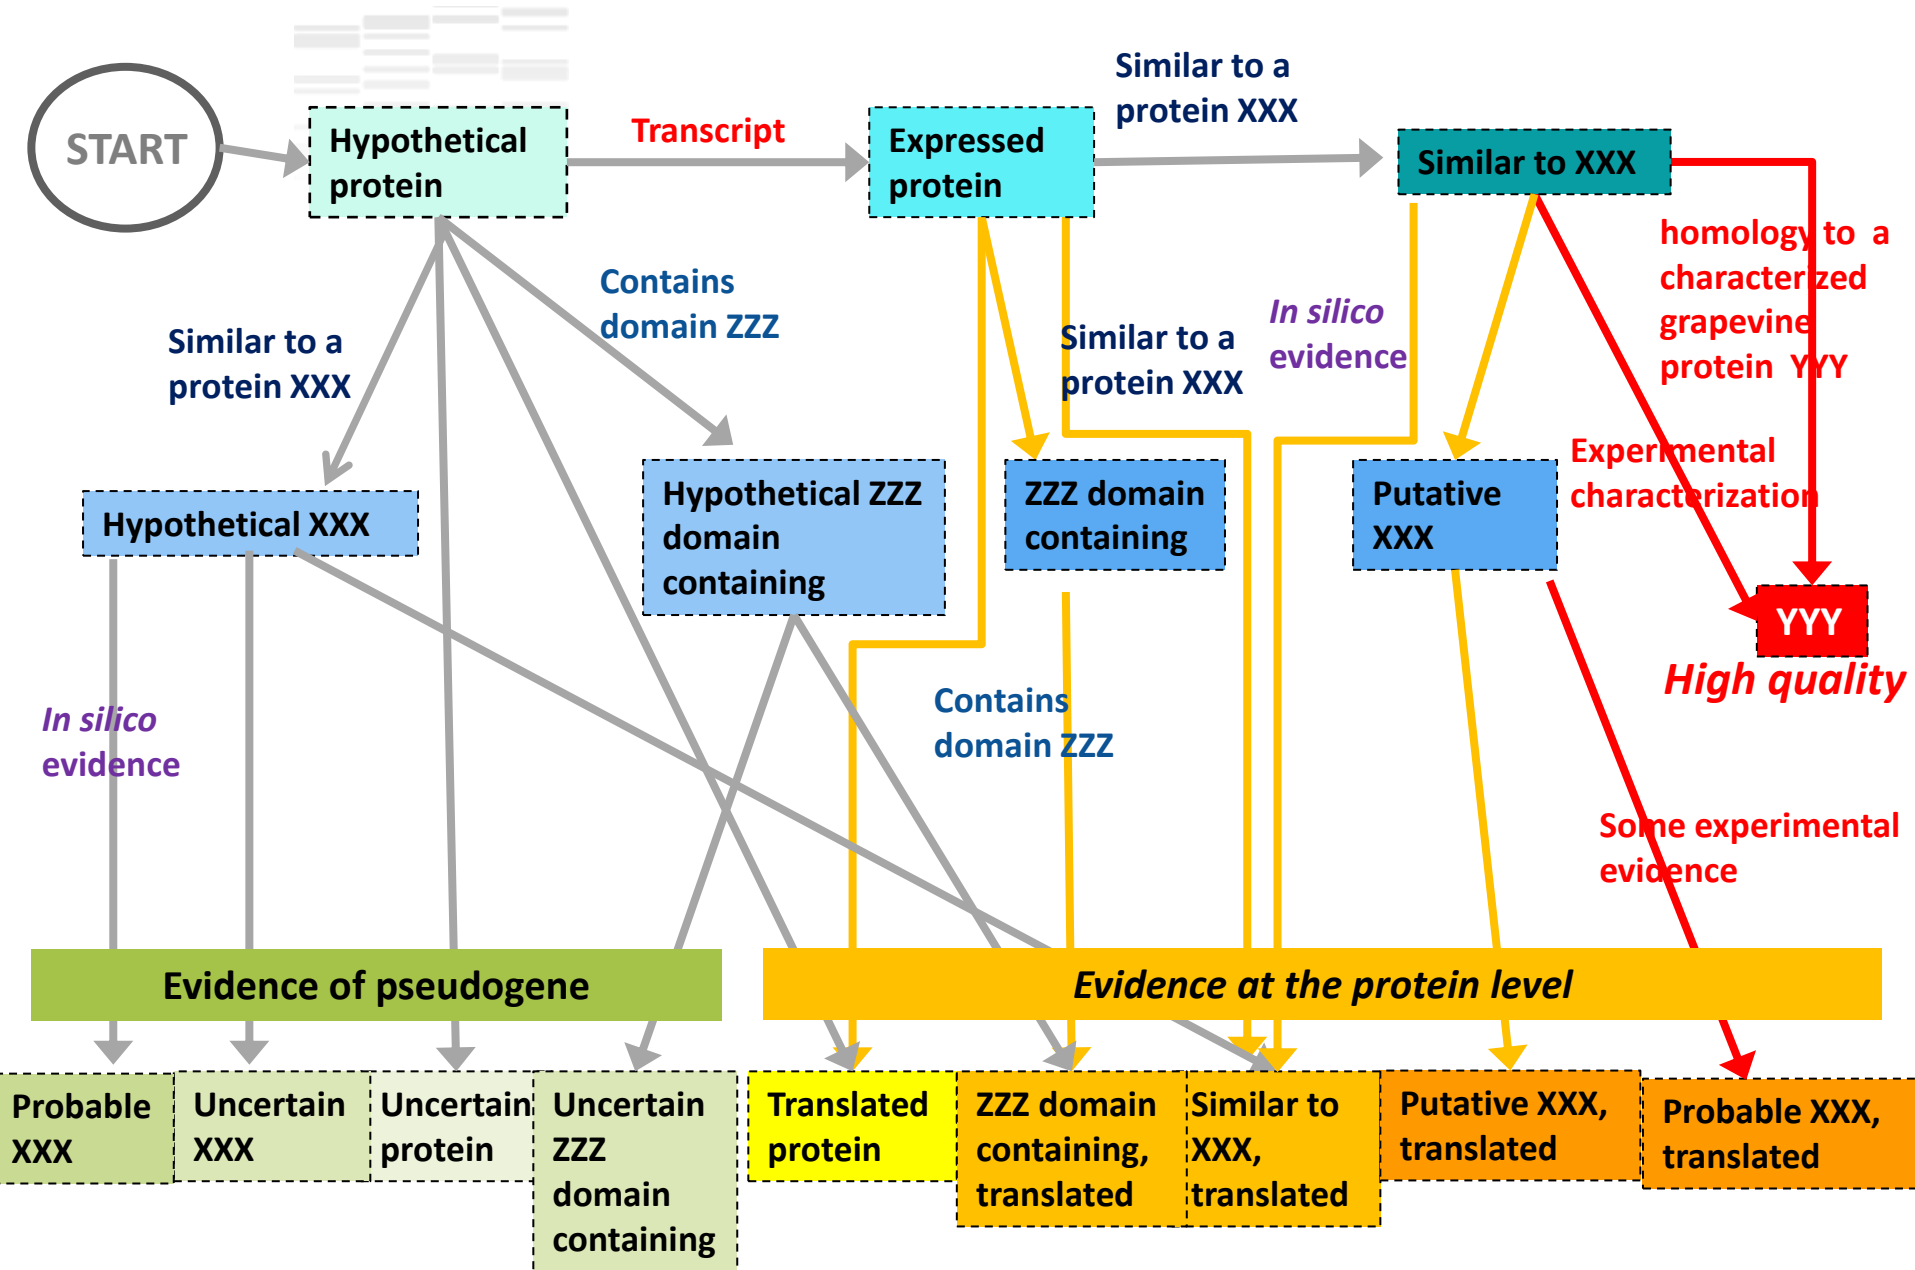 START
Hypothetical
protein
Transcript
Expressed
protein
Similar to a
protein XXX
Similar to XXX
homology to a
characterized
grapevine
protein YYY
Contains
domain ZZZ
Similar to a
protein XXX
Similar to a
protein XXX
In silico
evidence
Hypothetical XXX
Hypothetical ZZZ
domain
containing
ZZZ domain
containing
Putative
XXX
Experimental
characterization
YYY
High quality
In silico
evidence
Contains
domain ZZZ
Some experimental
evidence
Evidence of pseudogene
Evidence at the protein level
Probable
XXX
Uncertain
XXX
Uncertain
protein
Uncertain
ZZZ
domain
containing
Translated
protein
ZZZ domain
containing,
translated
Similar to
XXX,
translated
Putative XXX,
translated
Probable XXX,
translated